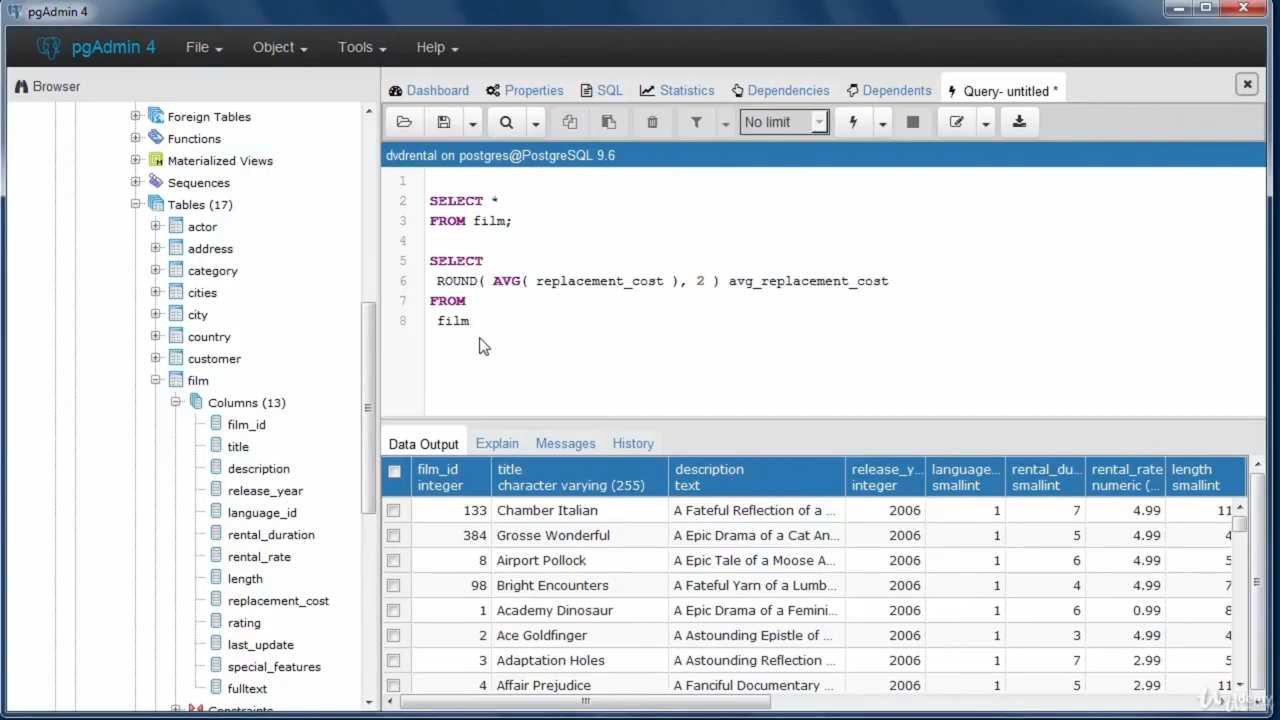 pgAdmin 4
pgAdmin 4 File Object Tools Help
Browser
Dashboard Properties SQL Statistics Dependencies Dependents Query- untitled *
Foreign Tables
Functions
Materialized Views
Sequences
Tables (17)
actor
address
category
cities
city
country
customer
film
Columns (13)
film_id
title
description
release_year
language_id
rental_duration
rental_rate
length
replacement_cost
rating
last_update
special_features
fulltext
Constraints
No limit
dvdrental on postgres@PostgreSQL 9.6
1
2 SELECT *
3 FROM film;
4
5 SELECT
6 ROUND( AVG( replacement_cost ), 2 ) avg_replacement_cost
7 FROM
8 film
Data Output Explain Messages History
film_id title description release_y... language... rental_du... rental_rate length
integer character varying (255) text integer smallint smallint numeric (... smallint
133 Chamber Italian A Fateful Reflection of a ... 2006 1 7 4.99 11
384 Grosse Wonderful A Epic Drama of a Cat An... 2006 1 5 4.99 4
8 Airport Pollock A Epic Tale of a Moose A... 2006 1 6 4.99 5
98 Bright Encounters A Fateful Yarn of a Lumb... 2006 1 4 4.99 7
1 Academy Dinosaur A Epic Drama of a Femini... 2006 1 6 0.99 8
2 Ace Goldfinger A Astounding Epistle of ... 2006 1 3 4.99 4
3 Adaptation Holes A Astounding Reflection ... 2006 1 7 2.99 5
4 Affair Prejudice A Fanciful Documentary ... 2006 1 5 2.99 11